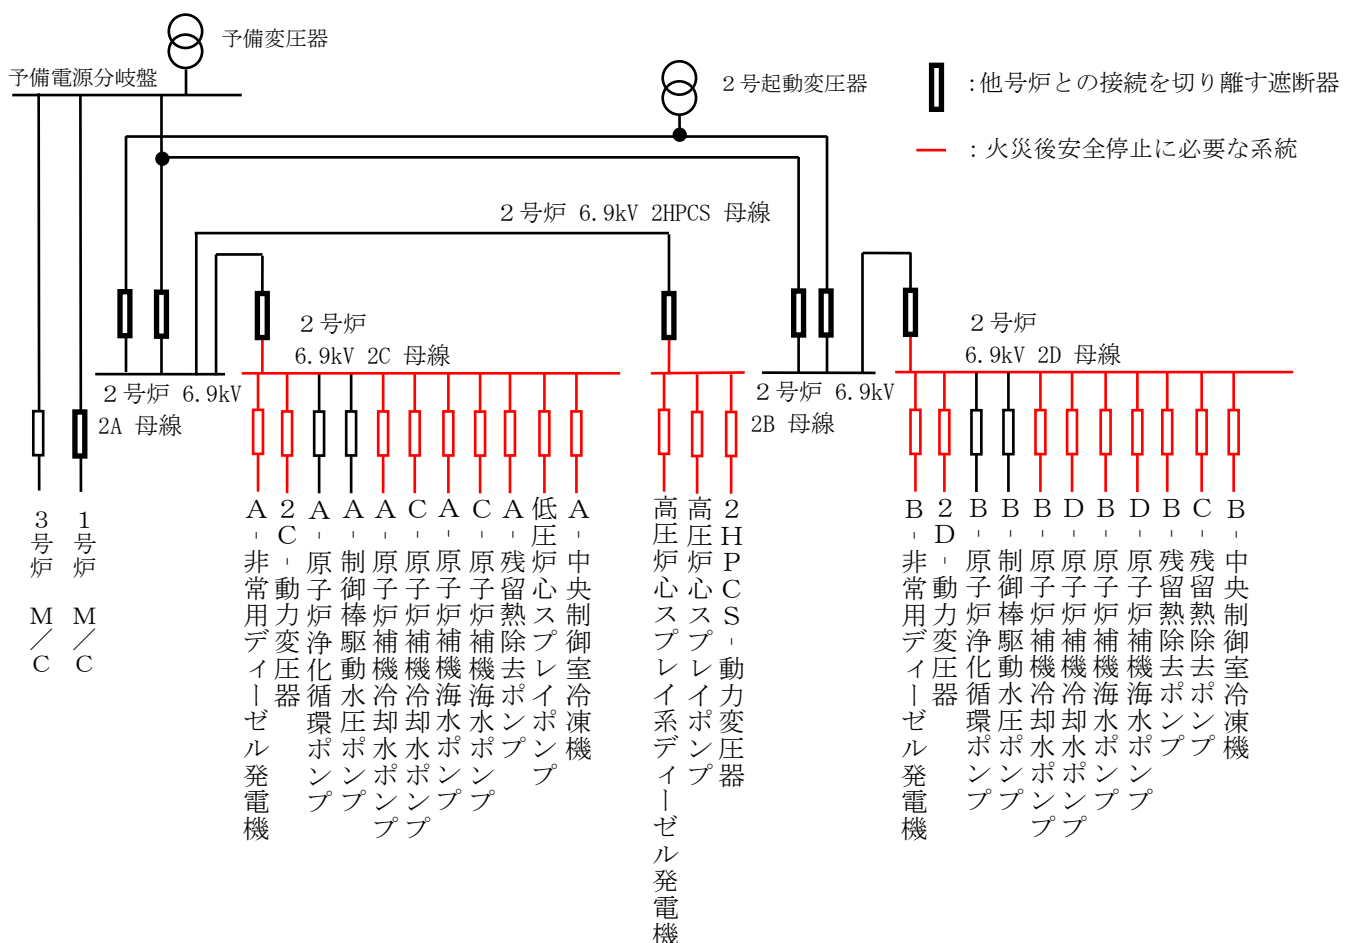 予備変圧器
予備電源分岐盤
２号起動変圧器
：他号炉との接続を切り離す遮断器
：火災後安全停止に必要な系統
２号炉 6.9kV 2HPCS 母線
２号炉
6.9kV 2C 母線
２号炉
6.9kV 2D 母線
２号炉 6.9kV
2A 母線
２号炉 6.9kV
2B 母線
３号炉　Ｍ／Ｃ
１号炉　Ｍ／Ｃ
Ａ-非常用ディーゼル発電機
２Ｃ-動力変圧器
Ａ-原子炉浄化循環ポンプ
Ａ-制御棒駆動水圧ポンプ
Ａ-原子炉補機冷却水ポンプ
Ｃ-原子炉補機冷却水ポンプ
Ａ-原子炉補機海水ポンプ
Ｃ-原子炉補機海水ポンプ
Ａ-残留熱除去ポンプ
低圧炉心スプレイポンプ
Ａ-中央制御室冷凍機
高圧炉心スプレイ系ディーゼル発電機
高圧炉心スプレイポンプ
２ＨＰＣＳ-動力変圧器
Ｂ-非常用ディーゼル発電機
２Ｄ-動力変圧器
Ｂ-原子炉浄化循環ポンプ
Ｂ-制御棒駆動水圧ポンプ
Ｂ-原子炉補機冷却水ポンプ
Ｄ-原子炉補機冷却水ポンプ
Ｂ-原子炉補機海水ポンプ
Ｄ-原子炉補機海水ポンプ
Ｂ-残留熱除去ポンプ
Ｃ-残留熱除去ポンプ
Ｂ-中央制御室冷凍機